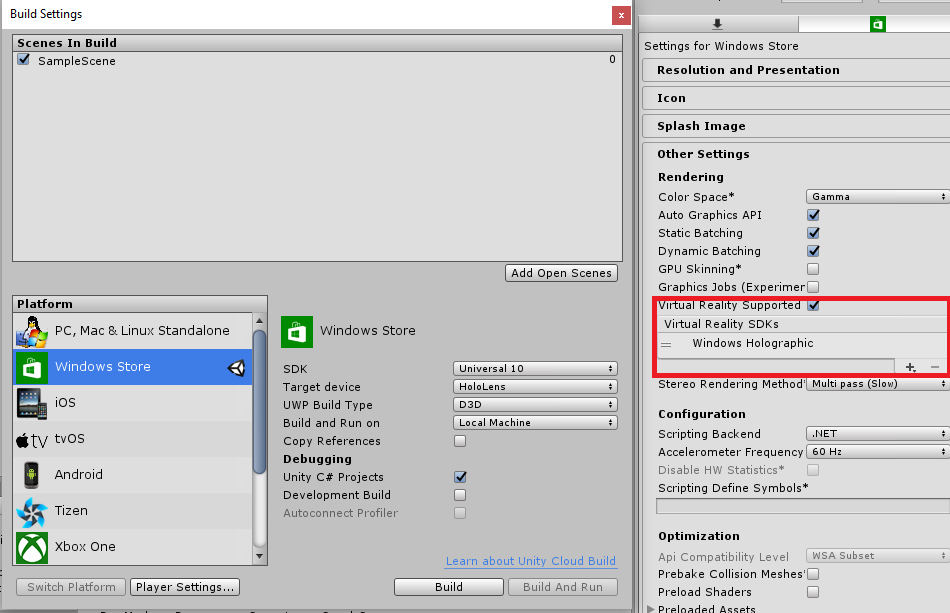 Build Settings
x
Scenes In Build
SampleScene 0
Add Open Scenes
Platform
PC, Mac & Linux Standalone
Windows Store
iOS
tv
tvOS
Android
Tizen
Xbox One
Switch Platform
Player Settings...
Windows Store
SDK Universal 10
Target device HoloLens
UWP Build Type D3D
Build and Run on Local Machine
Copy References
Debugging
Unity C# Projects
Development Build
Autoconnect Profiler
Learn about Unity Cloud Build
Build
Build And Run
Settings for Windows Store
Resolution and Presentation
Icon
Splash Image
Other Settings
Rendering
Color Space* Gamma
Auto Graphics API
Static Batching
Dynamic Batching
GPU Skinning*
Graphics Jobs (Experimer
Virtual Reality Supported
Virtual Reality SDKs
Windows Holographic
Stereo Rendering Method* Multi pass (Slow)
Configuration
Scripting Backend .NET
Accelerometer Frequency 60 Hz
Disable HW Statistics*
Scripting Define Symbols*
Optimization
Api Compatibility Level WSA Subset
Prebake Collision Meshes*
Preload Shaders
Preloaded Assets